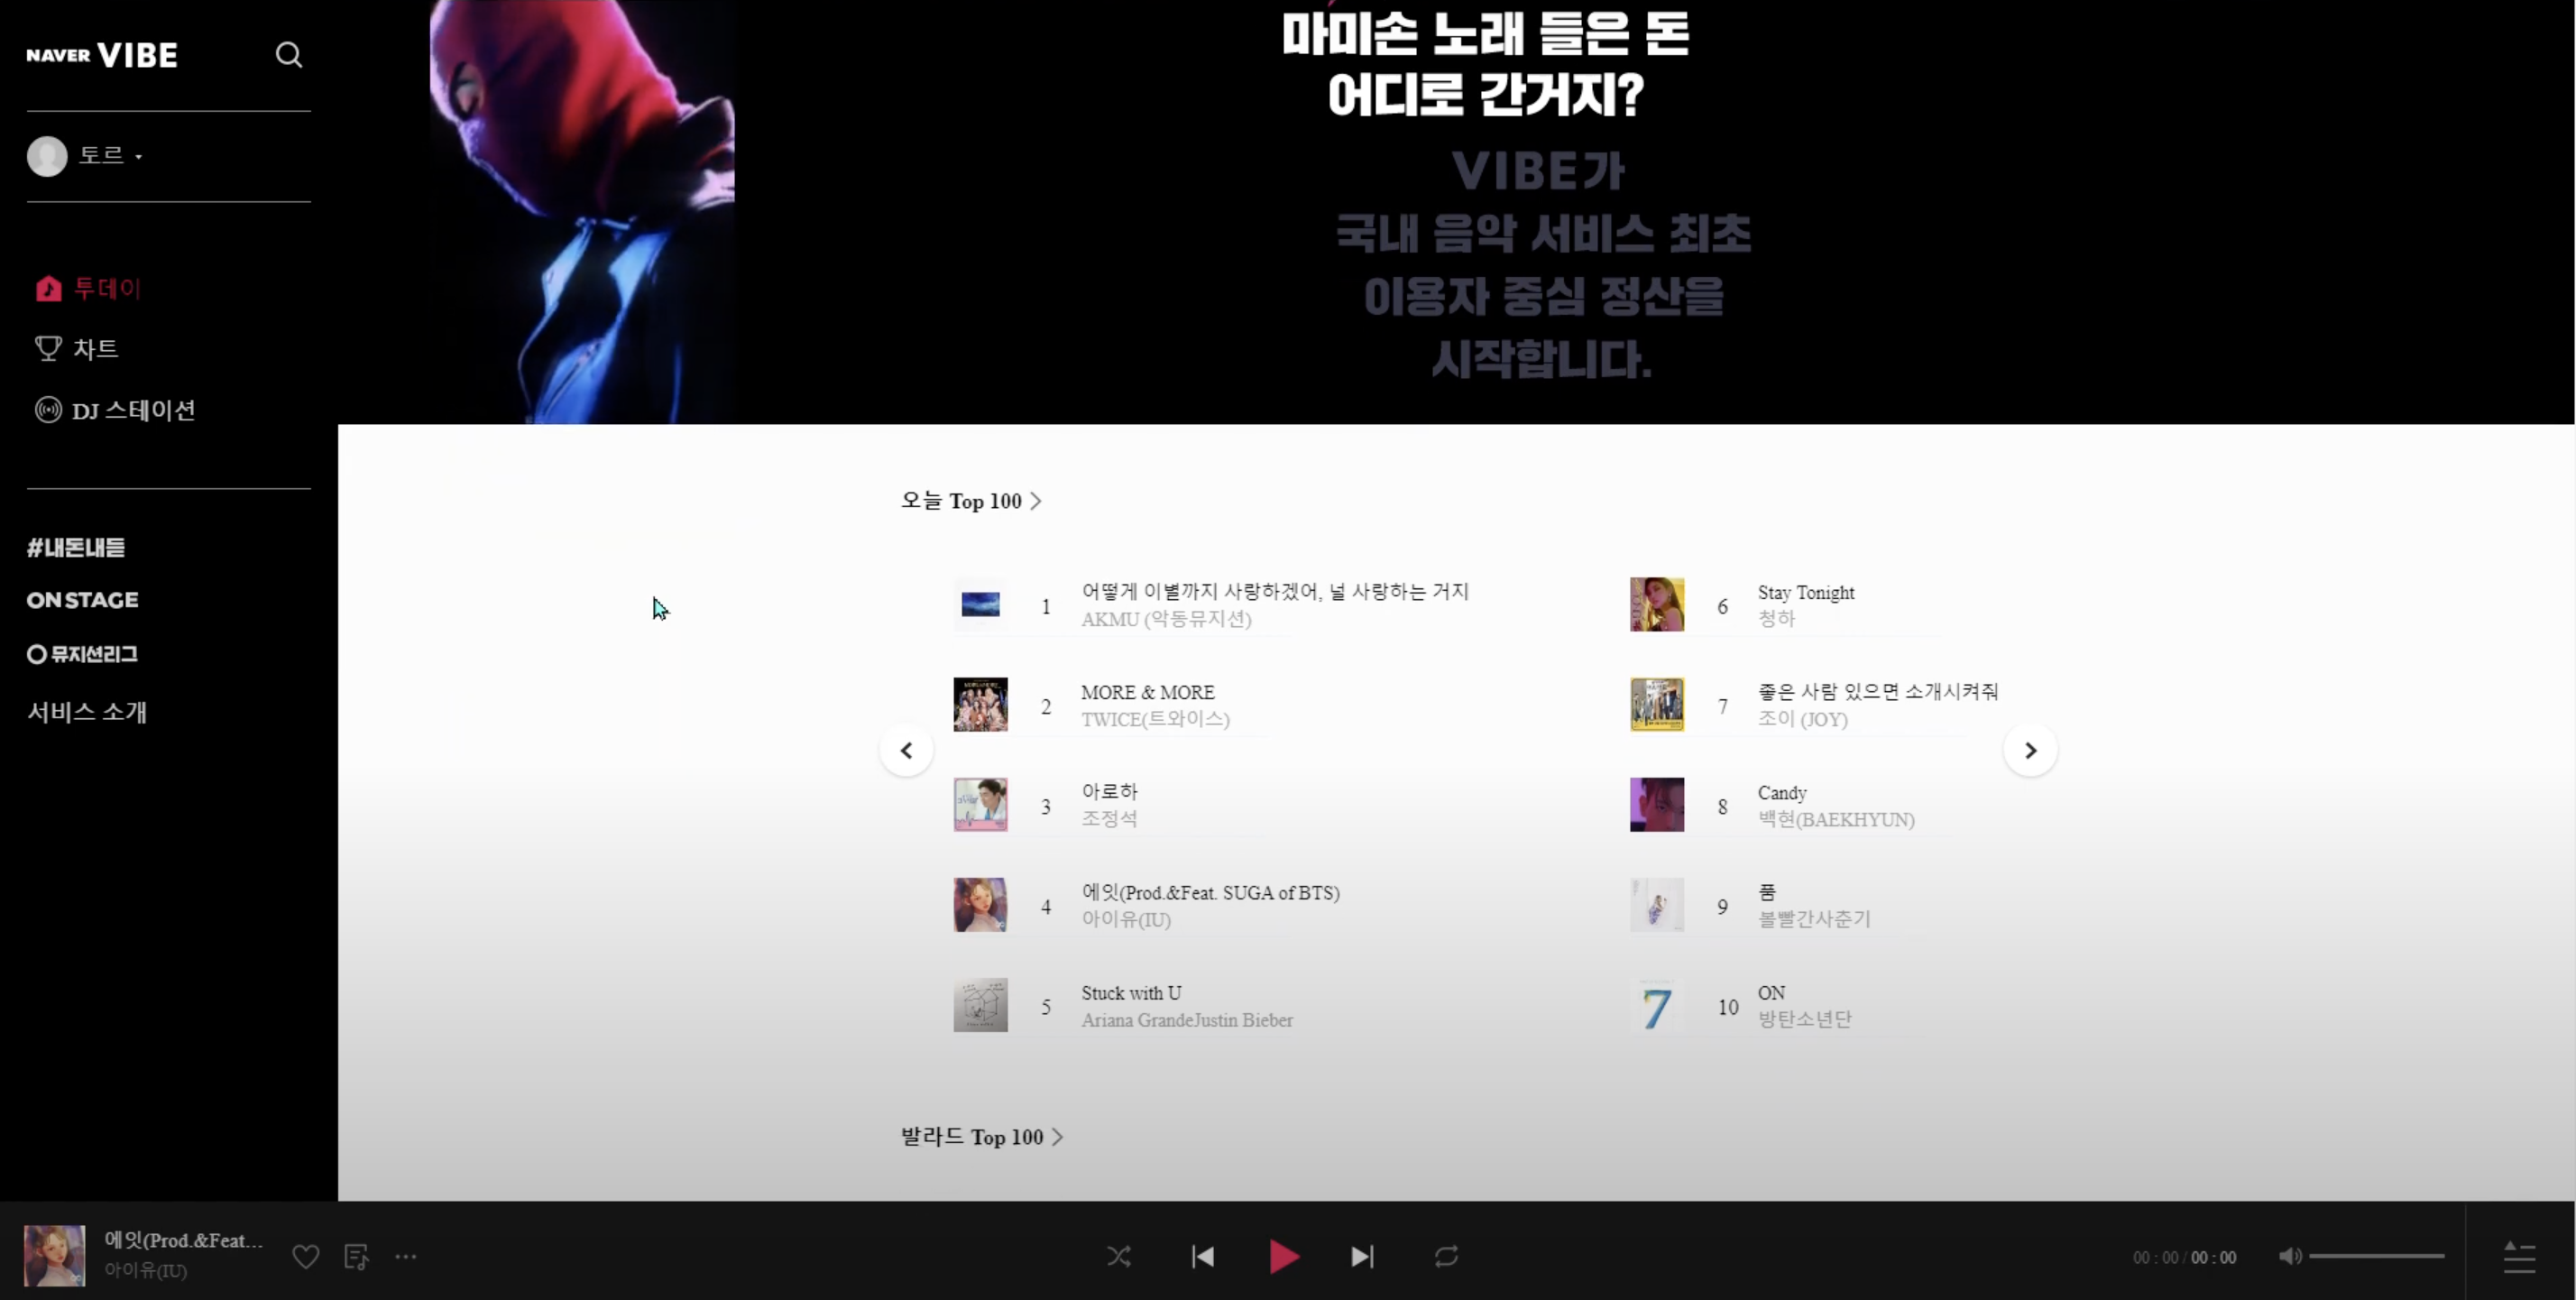 NAVER VIBE
토르
투데이
차트
DJ 스테이션
#내돈내듣
ON STAGE
뮤지션리그
서비스 소개
마미손 노래 들은 돈
어디로 간거지?
VIBE가
국내 음악 서비스 최초
이용자 중심 정산을
시작합니다.
오늘 Top 100
1
어떻게 이별까지 사랑하겠어, 널 사랑하는 거지
AKMU (악동뮤지션)
2
MORE & MORE
TWICE(트와이스)
3
아로하
조정석
4
에잇(Prod.&Feat. SUGA of BTS)
아이유(IU)
5
Stuck with U
Ariana GrandeJustin Bieber
6
Stay Tonight
청하
7
좋은 사람 있으면 소개시켜줘
조이 (JOY)
8
Candy
백현(BAEKHYUN)
9
품
볼빨간사춘기
7
10
ON
방탄소년단
발라드 Top 100
에잇(Prod.&Feat...
아이유(IU)
00 : 00 / 00 : 00